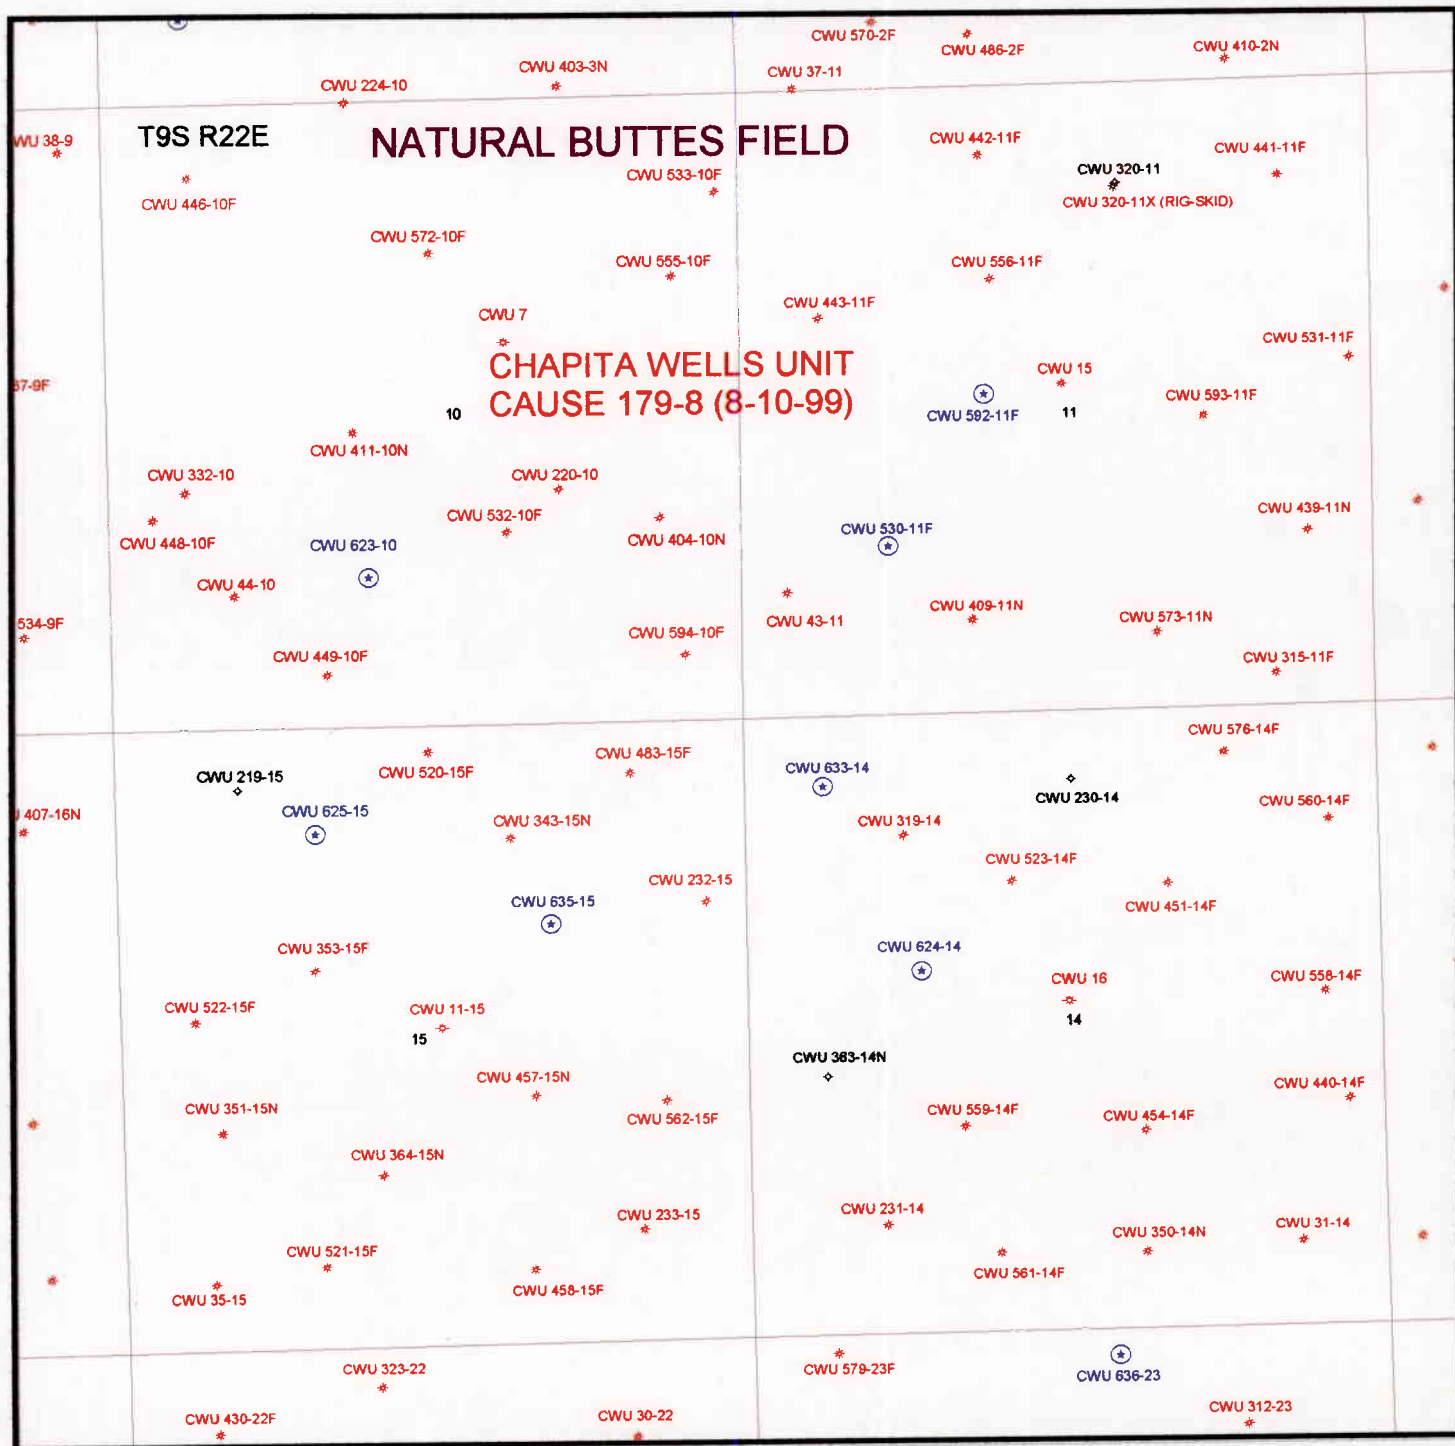 CWU 570-2F
CWU 486-2F
CWU 410-2N
CWU 403-3N
CWU 37-11
CWU 224-10
WU 38-9
T9S R22E
NATURAL BUTTES FIELD
CWU 442-11F
CWU 441-11F
CWU 320-11
CWU 320-11X (RIG-SKID)
CWU 533-10F
CWU 446-10F
CWU 572-10F
CWU 555-10F
CWU 556-11F
CWU 443-11F
CWU 7
CWU 531-11F
CHAPITA WELLS UNIT
CAUSE 179-8 (8-10-99)
CWU 15
37-9F
CWU 593-11F
10
CWU 592-11F
11
CWU 411-10N
CWU 332-10
CWU 220-10
CWU 439-11N
CWU 532-10F
CWU 530-11F
CWU 448-10F
CWU 623-10
CWU 404-10N
CWU 44-10
CWU 409-11N
CWU 43-11
CWU 573-11N
534-9F
CWU 594-10F
CWU 449-10F
CWU 315-11F
CWU 576-14F
CWU 483-15F
CWU 520-15F
CWU 633-14
CWU 219-15
CWU 230-14
CWU 560-14F
407-16N
CWU 625-15
CWU 343-15N
CWU 319-14
CWU 523-14F
CWU 232-15
CWU 635-15
CWU 451-14F
CWU 353-15F
CWU 624-14
CWU 16
CWU 558-14F
CWU 522-15F
CWU 11-15
14
15
CWU 363-14N
CWU 457-15N
CWU 440-14F
CWU 351-15N
CWU 562-15F
CWU 559-14F
CWU 454-14F
CWU 364-15N
CWU 233-15
CWU 231-14
CWU 350-14N
CWU 31-14
CWU 521-15F
CWU 561-14F
CWU 458-15F
CWU 35-15
CWU 323-22
CWU 579-23F
CWU 636-23
CWU 430-22F
CWU 30-22
CWU 312-23